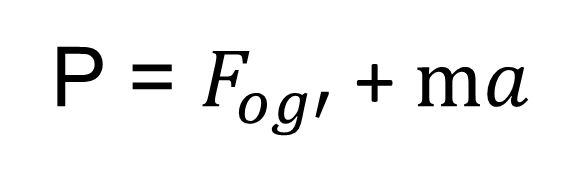 P = F_{og'} + ma